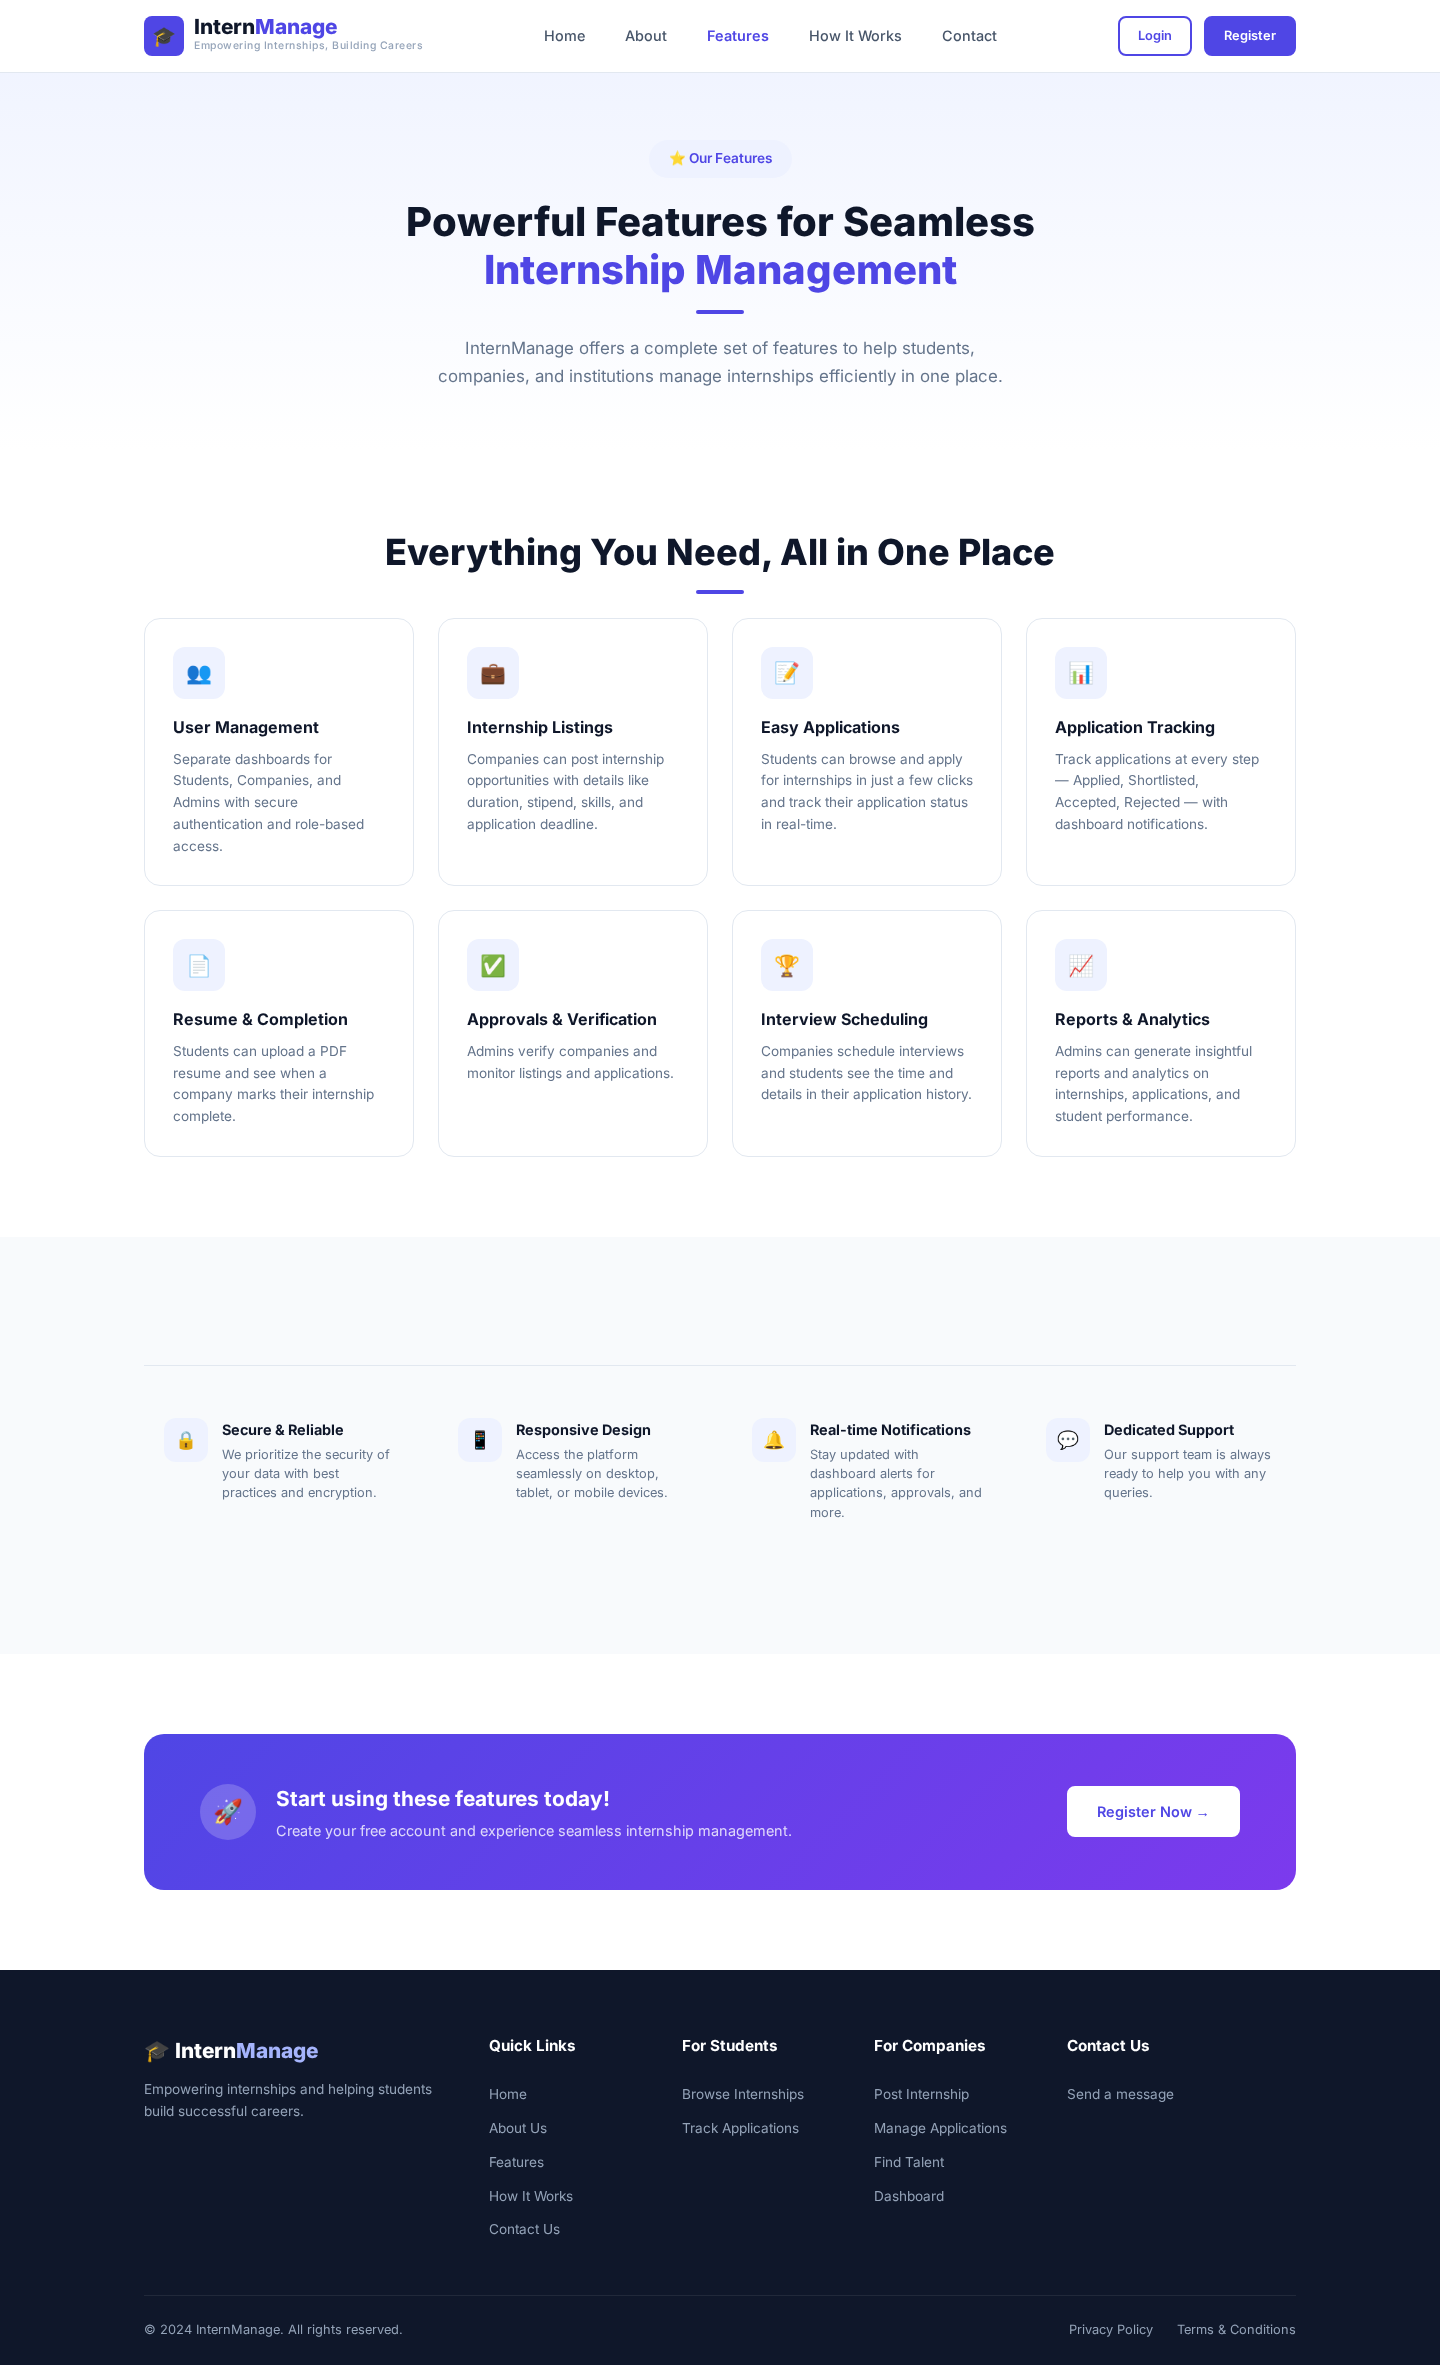 InternManage
Empowering Internships, Building Careers
Home
About
Features
How It Works
Contact
Login
Register
⭐ Our Features
Powerful Features for Seamless
Internship Management
InternManage offers a complete set of features to help students,
companies, and institutions manage internships efficiently in one place.
Everything You Need, All in One Place
User Management
Separate dashboards for
Students, Companies, and
Admins with secure
authentication and role-based
access.
Internship Listings
Companies can post internship
opportunities with details like
duration, stipend, skills, and
application deadline.
Easy Applications
Students can browse and apply
for internships in just a few clicks
and track their application status
in real-time.
Application Tracking
Track applications at every step
— Applied, Shortlisted,
Accepted, Rejected — with
dashboard notifications.
Resume & Completion
Students can upload a PDF
resume and see when a
company marks their internship
complete.
Approvals & Verification
Admins verify companies and
monitor listings and applications.
Interview Scheduling
Companies schedule interviews
and students see the time and
details in their application history.
Reports & Analytics
Admins can generate insightful
reports and analytics on
internships, applications, and
student performance.
Secure & Reliable
We prioritize the security of
your data with best
practices and encryption.
Responsive Design
Access the platform
seamlessly on desktop,
tablet, or mobile devices.
Real-time Notifications
Stay updated with
dashboard alerts for
applications, approvals, and
more.
Dedicated Support
Our support team is always
ready to help you with any
queries.
Start using these features today!
Create your free account and experience seamless internship management.
Register Now →
InternManage
Empowering internships and helping students
build successful careers.
Quick Links
Home
About Us
Features
How It Works
Contact Us
For Students
Browse Internships
Track Applications
For Companies
Post Internship
Manage Applications
Find Talent
Dashboard
Contact Us
Send a message
© 2024 InternManage. All rights reserved.
Privacy Policy
Terms & Conditions